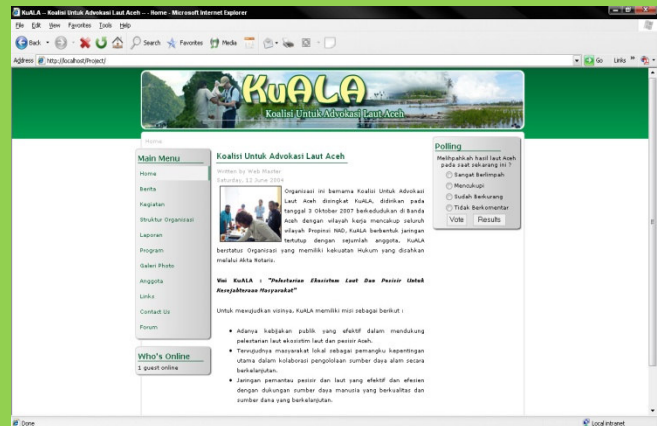 KuALA -- Koalisi Untuk Advokasi Laut Aceh -- - Home - Microsoft Internet Explorer
File Edit View Favorites Tools Help
Back Search Favorites Media
Address http://localhost/Project/ Go Links
KuALA
Koalisi Untuk Advokasi Laut Aceh
Home
Main Menu
Home
Berita
Kegiatan
Struktur Organisasi
Laporan
Program
Galeri Photo
Anggota
Links
Contact Us
Forum
Who's Online
1 guest online
Koalisi Untuk Advokasi Laut Aceh
Written by Web Master
Saturday, 12 June 2004
Organisasi ini bernama Koalisi Untuk Advokasi
Laut Aceh disingkat KuALA, didirikan pada
tanggal 3 Oktober 2007 berkedudukan di Banda
Aceh dengan wilayah kerja mencakup seluruh
wilayah Propinsi NAD, KuALA berbentuk jaringan
tertutup dengan sejumlah anggota. KuALA
berstatus Organisasi yang memiliki kekuatan Hukum yang disahkan
melalui Akta Notaris.
Visi KuALA : "Pelestarian Ekosistem Laut Dan Pesisir Untuk
Kesejahteraan Masyarakat"
Untuk mewujudkan visinya, KuALA memiliki misi sebagai berikut :
Adanya kebijakan publik yang efektif dalam mendukung
pelestarian laut ekosistim laut dan pesisir Aceh.
Terwujudnya masyarakat lokal sebagai pemangku kepentingan
utama dalam kolaborasi pengololaan sumber daya alam secara
berkelanjutan.
Jaringan pemantau pesisir dan laut yang efektif dan efesien
dengan dukungan sumber daya manusia yang berkualitas dan
sumber dana yang berkelanjutan.
Polling
Melihpahkah hasil laut Aceh
pada saat sekarang ini ?
Sangat Berlimpah
Mencukupi
Sudah Berkurang
Tidak Berkomentar
Vote Results
Done Local intranet